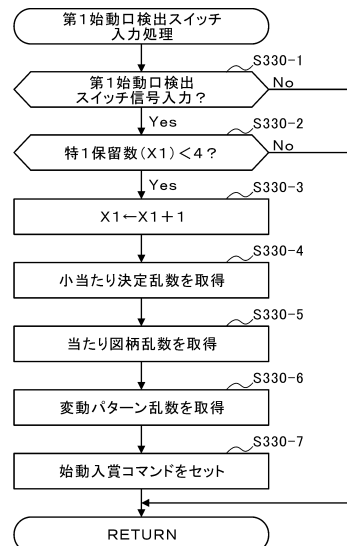 第1始動口検出スイッチ
入力処理
S330-1
第1始動口検出
スイッチ信号入力？
No
Yes
S330-2
特1保留数(X1)<4？
No
Yes
S330-3
X1←X1+1
S330-4
小当たり決定乱数を取得
S330-5
当たり図柄乱数を取得
S330-6
変動パターン乱数を取得
S330-7
始動入賞コマンドをセット
RETURN